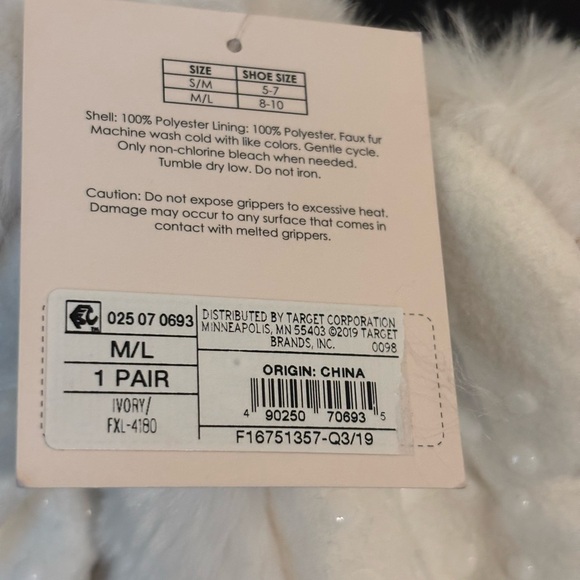 SIZE SHOE SIZE
S/M 5-7
M/L 8-10
Shell: 100% Polyester Lining: 100% Polyester. Faux fur
Machine wash cold with like colors. Gentle cycle.
Only non-chlorine bleach when needed.
Tumble dry low. Do not iron.
Caution: Do not expose grippers to excessive heat.
Damage may occur to any surface that comes in
contact with melted grippers.
025 07 0693
M/L
1 PAIR
IVORY/
FXL-4180
DISTRIBUTED BY TARGET CORPORATION
MINNEAPOLIS, MN 55403 ©2019 TARGET
BRANDS, INC. 0098
ORIGIN: CHINA
4 90250 70693 5
F16751357-Q3/19